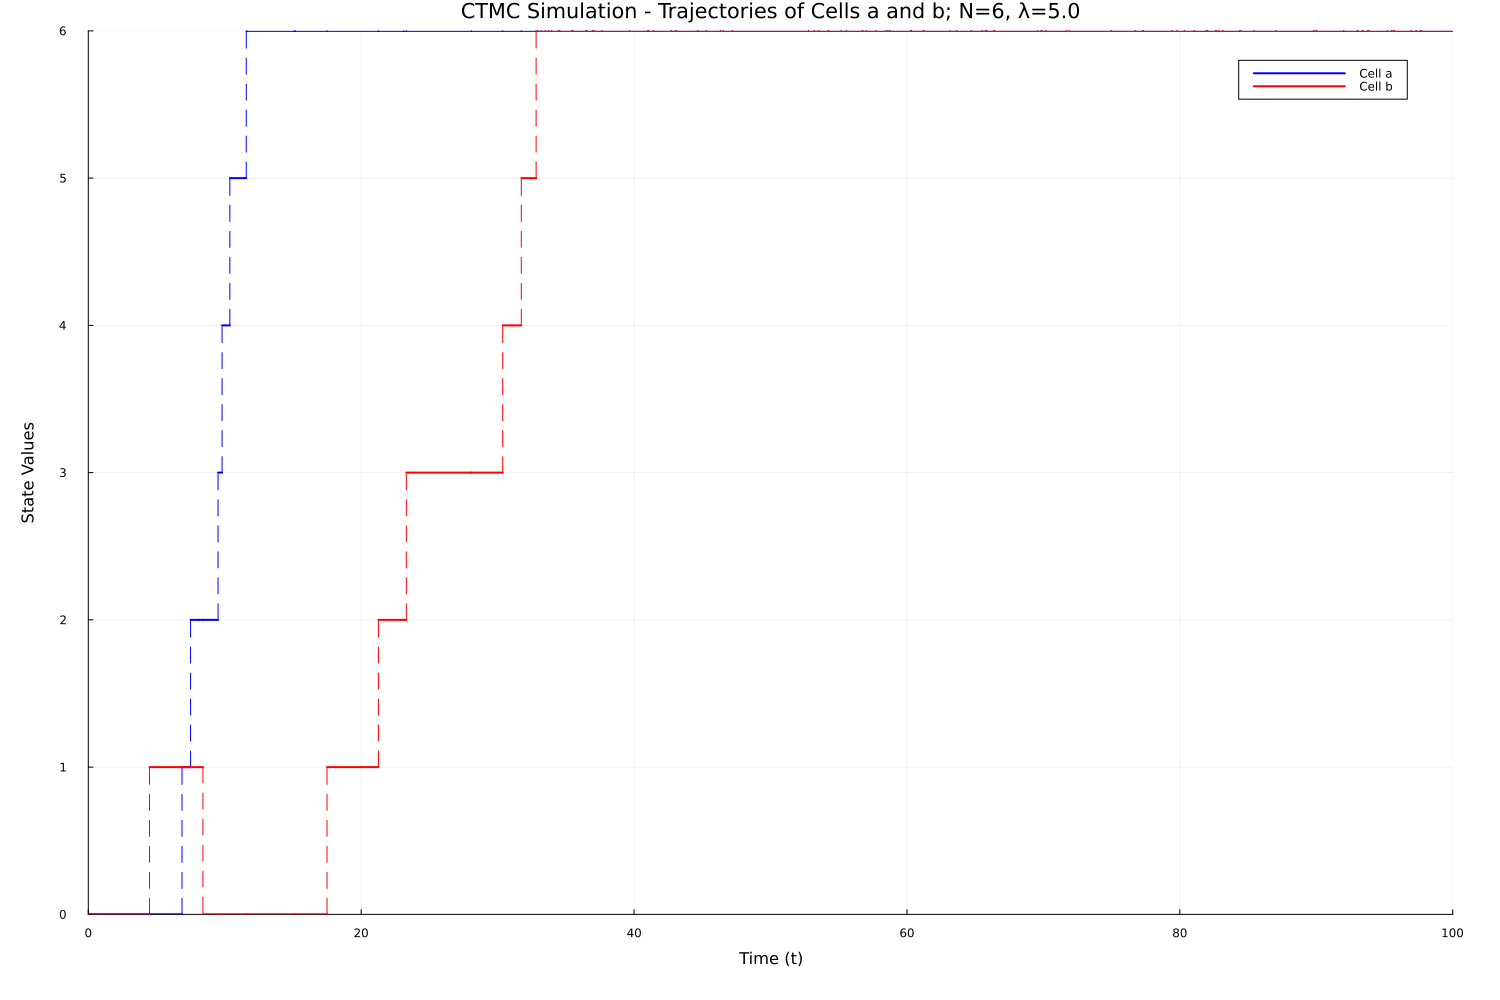 CTMC Simulation - Trajectories of Cells a and b; N=6, λ=5.0
6
5
4
3
2
1
0
State Values
Cell a
Cell b
0 20 40 60 80 100
Time (t)